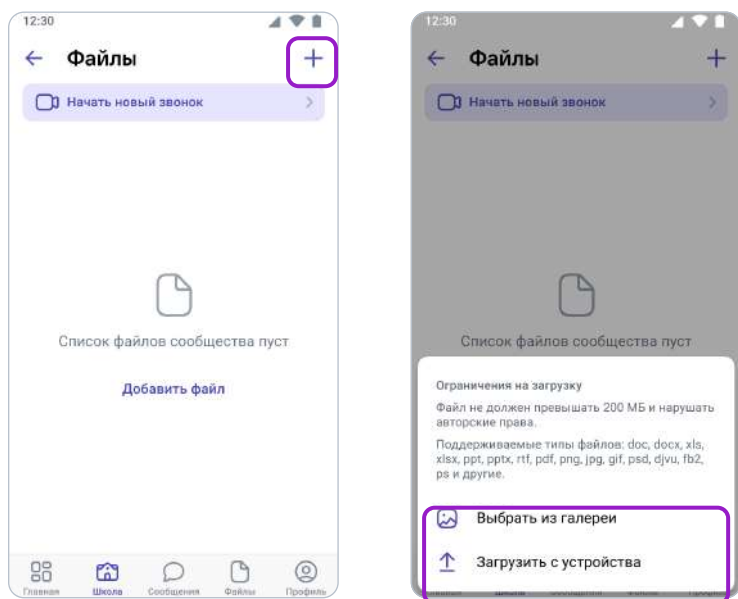 12:30
Файлы
Начать новый звонок
Список файлов сообщества пуст
Добавить файл
Главная Школа Сообщения Файлы Профиль
12:30
Файлы
Начать новый звонок
Список файлов сообщества пуст
Ограничения на загрузку
Файл не должен превышать 200 МБ и нарушать
авторские права.
Поддерживаемые типы файлов: doc, docx, xls,
xlsx, ppt, pptx, rtf, pdf, png, jpg, gif, psd, djvu, fb2,
ps и другие.
Выбрать из галереи
Загрузить с устройства